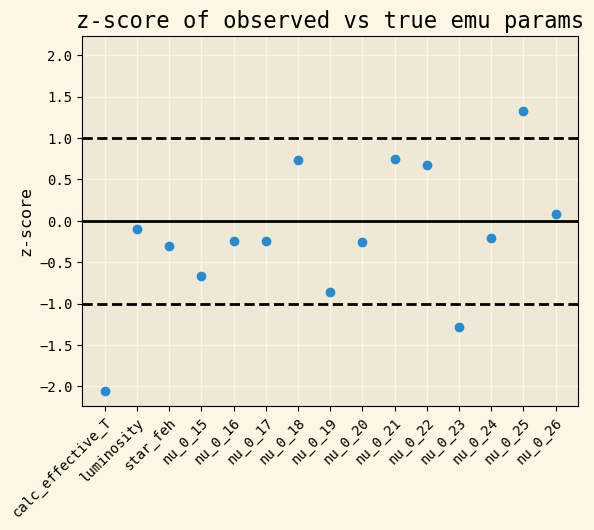 z-score of observed vs true emu params
z-score
2.0
1.5
1.0
0.5
0.0
−0.5
−1.0
−1.5
−2.0
calc_effective_T
luminosity
star_feh
nu_0_15
nu_0_16
nu_0_17
nu_0_18
nu_0_19
nu_0_20
nu_0_21
nu_0_22
nu_0_23
nu_0_24
nu_0_25
nu_0_26